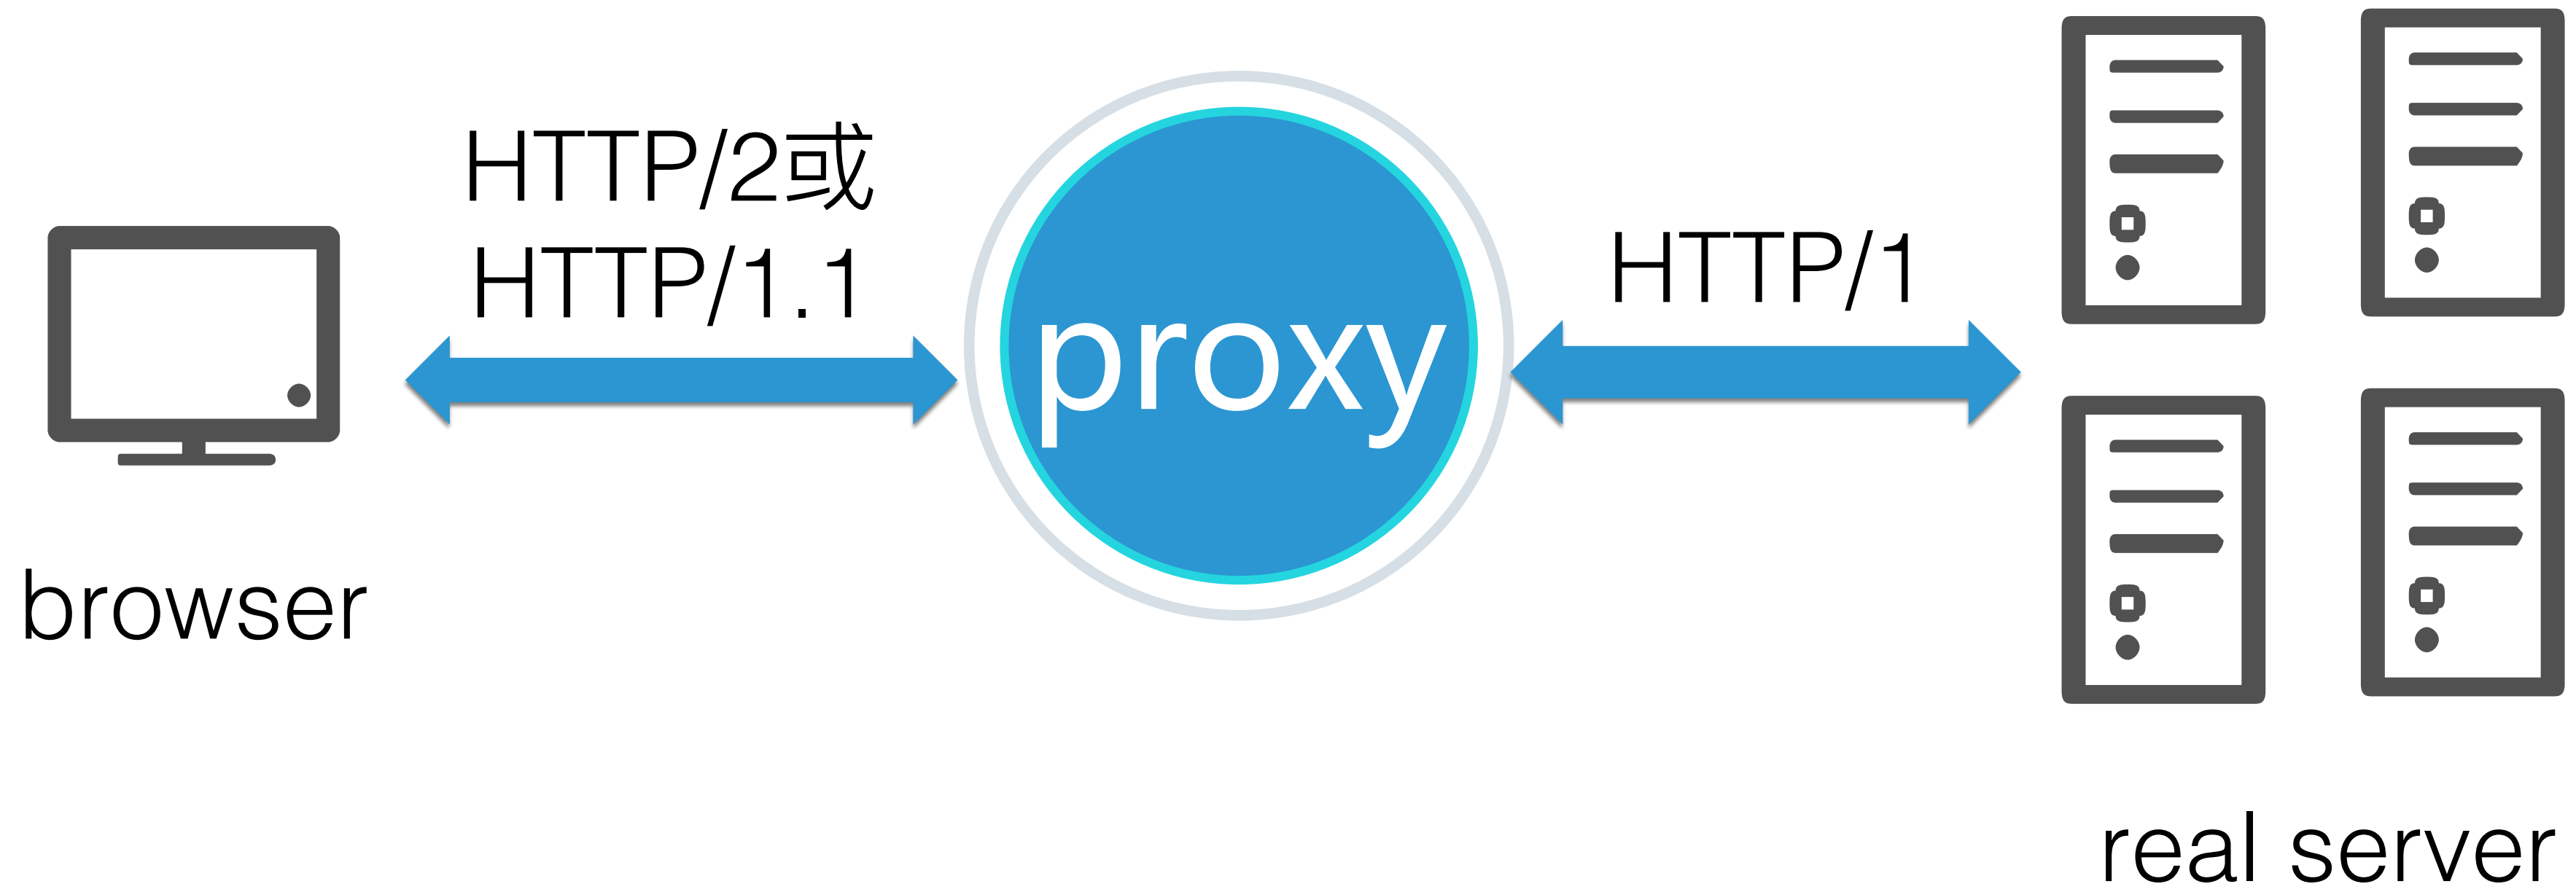 HTTP/2或
HTTP/1.1
HTTP/1
proxy
browser
real server